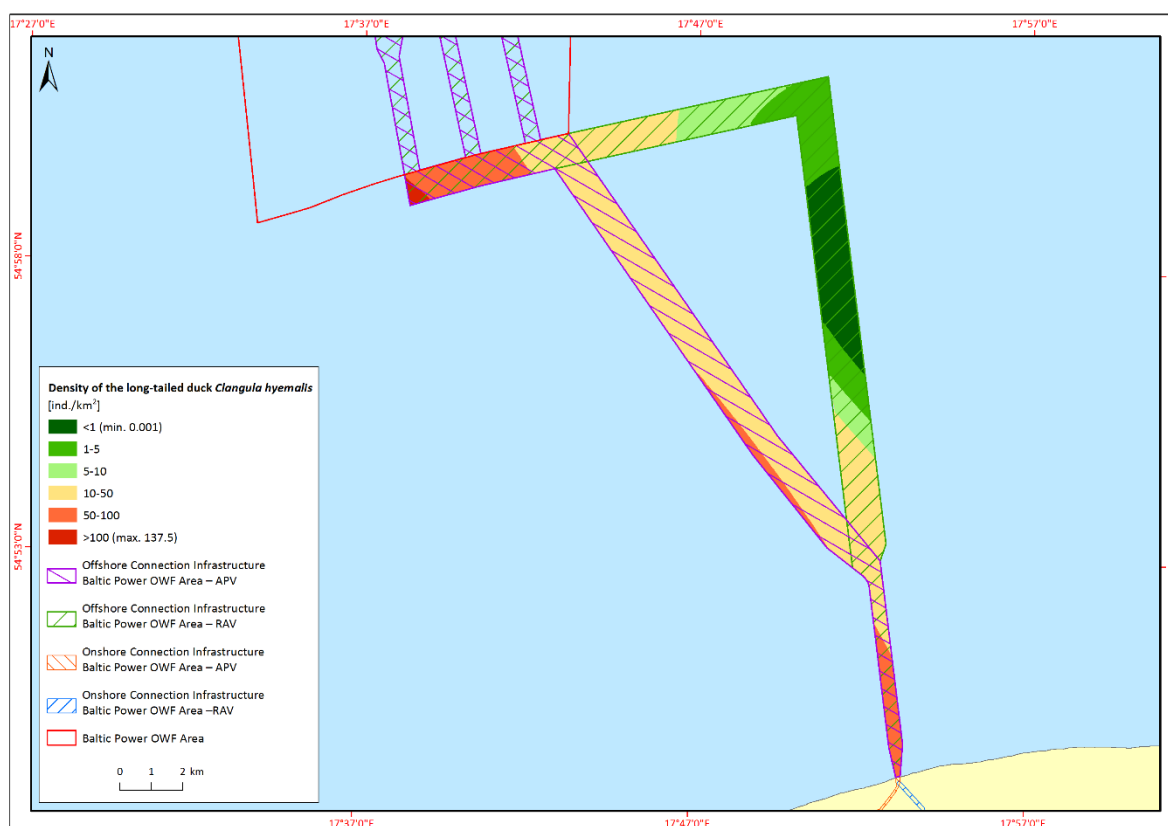 17°27'0"E
17°37'0"E
17°47'0"E
17°57'0"E
N
54°58'0"N
54°53'0"N
Density of the long-tailed duck Clangula hyemalis
[ind./km²]
<1 (min. 0.001)
1-5
5-10
10-50
50-100
>100 (max. 137.5)
Offshore Connection Infrastructure
Baltic Power OWF Area – APV
Offshore Connection Infrastructure
Baltic Power OWF Area – RAV
Onshore Connection Infrastructure
Baltic Power OWF Area – APV
Onshore Connection Infrastructure
Baltic Power OWF Area –RAV
Baltic Power OWF Area
0 1 2 km
17°37'0"E
17°47'0"E
17°57'0"E